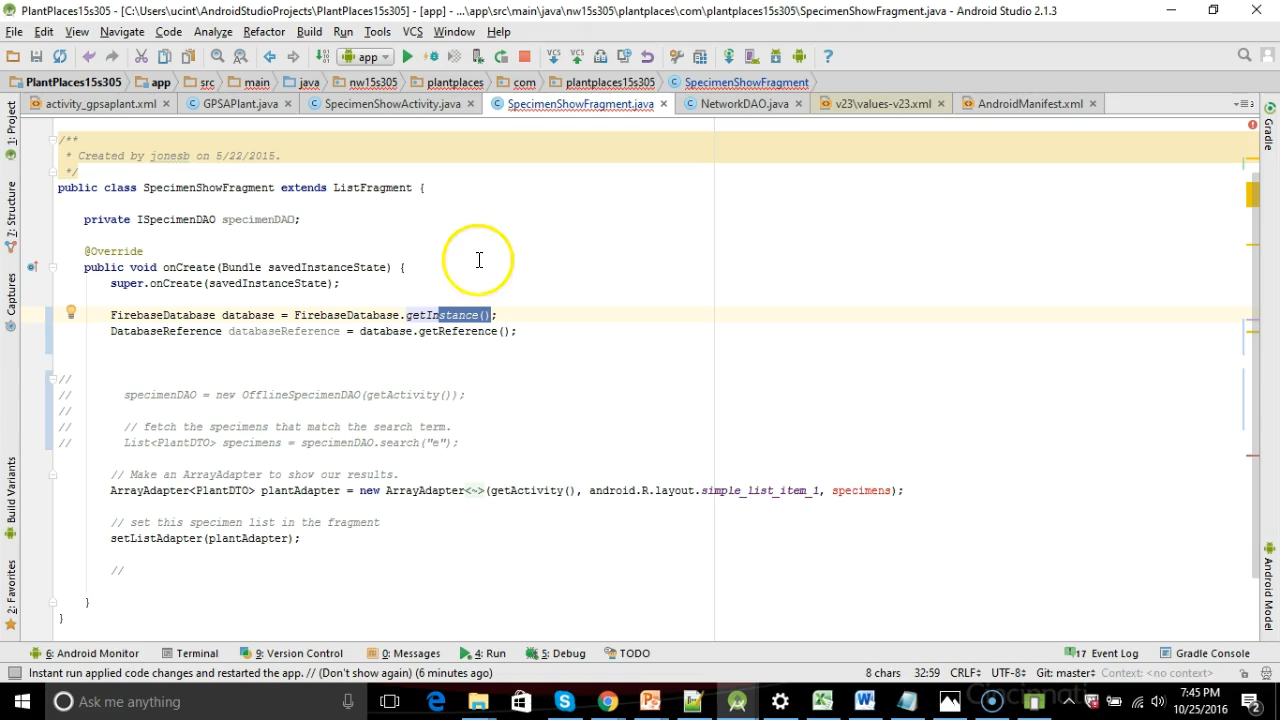 PlantPlaces15s305 - [C:\Users\ucint\AndroidStudioProjects\PlantPlaces15s305] - [app] - ...\app\src\main\java\nw15s305\plantplaces\com\plantplaces15s305\SpecimenShowFragment.java - Android Studio 2.1.3
File Edit View Navigate Code Analyze Refactor Build Run Tools VCS Window Help
app
PlantPlaces15s305 app src main java nw15s305 plantplaces com plantplaces15s305 SpecimenShowFragment
activity_gpsaplant.xml GPSAPlant.java SpecimenShowActivity.java SpecimenShowFragment.java NetworkDAO.java v23\values-v23.xml AndroidManifest.xml
1: Project
7: Structure
Captures
Build Variants
2: Favorites
/**
* Created by jonesb on 5/22/2015.
*/
public class SpecimenShowFragment extends ListFragment {
private ISpecimenDAO specimenDAO;
@Override
public void onCreate(Bundle savedInstanceState) {
super.onCreate(savedInstanceState);
FirebaseDatabase database = FirebaseDatabase.getInstance();
DatabaseReference databaseReference = database.getReference();
//
// specimenDAO = new OfflineSpecimenDAO(getActivity());
//
// // fetch the specimens that match the search term.
// List<PlantDTO> specimens = specimenDAO.search("e");
// Make an ArrayAdapter to show our results.
ArrayAdapter<PlantDTO> plantAdapter = new ArrayAdapter<~>(getActivity(), android.R.layout.simple_list_item_1, specimens);
// set this specimen list in the fragment
setListAdapter(plantAdapter);
//
}
}
Gradle
Android Model
6: Android Monitor Terminal 9: Version Control 0: Messages 4: Run 5: Debug TODO 17 Event Log Gradle Console
Instant run applied code changes and restarted the app. // (Don't show again) (6 minutes ago) 8 chars 32:59 CRLF÷ UTF-8÷ Git: master÷ Context: <no context>
Cincinnati
Ask me anything
7:45 PM
10/25/2016
2